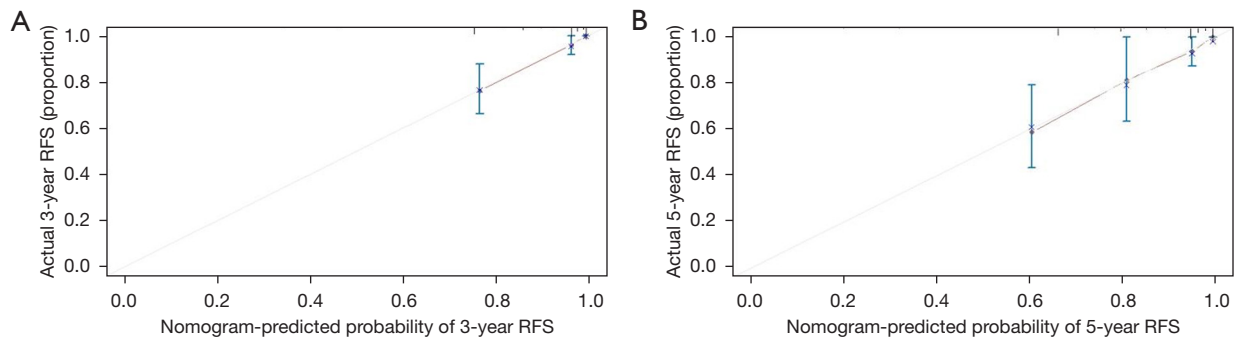 A
Actual 3-year RFS (proportion)
1.0
0.8
0.6
0.4
0.2
0.0
0.0 0.2 0.4 0.6 0.8 1.0
Nomogram-predicted probability of 3-year RFS
B
Actual 5-year RFS (proportion)
1.0
0.8
0.6
0.4
0.2
0.0
0.0 0.2 0.4 0.6 0.8 1.0
Nomogram-predicted probability of 5-year RFS